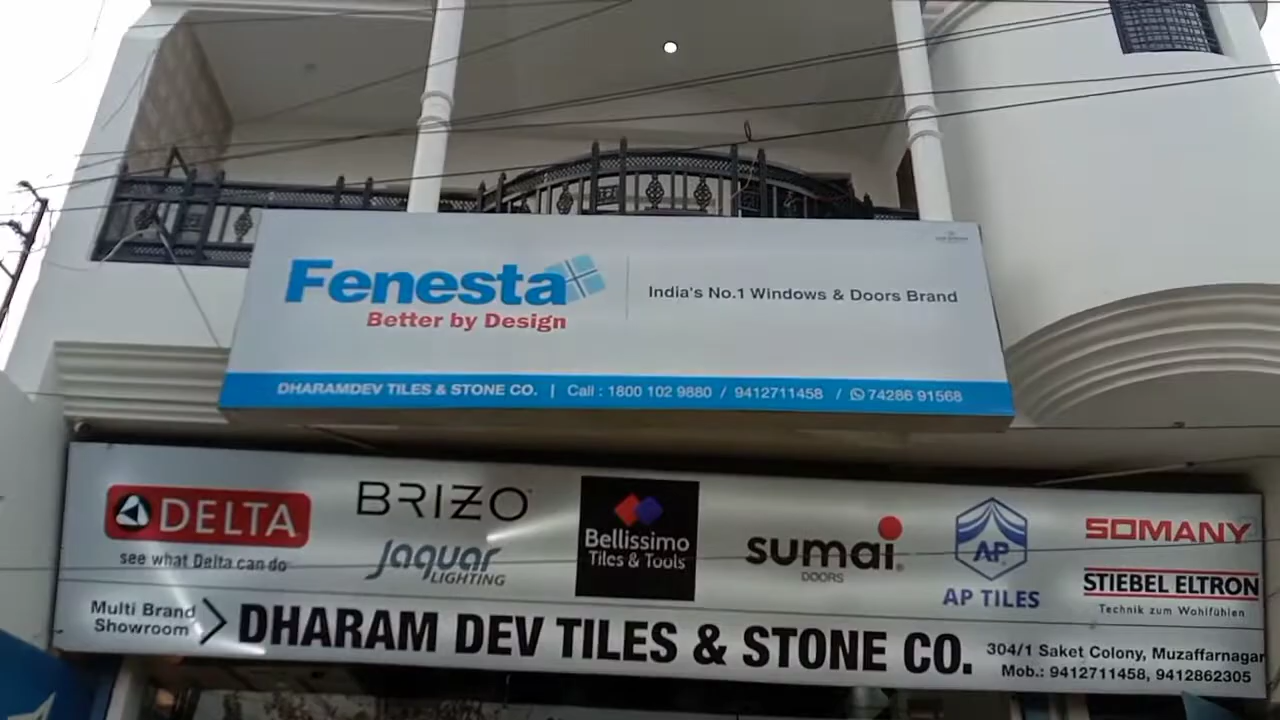 Fenesta
Better by Design
India's No.1 Windows & Doors Brand
DHARAMDEV TILES & STONE CO. | Call : 1800 102 9880 / 9412711458 / 74286 91568
DELTA
see what Delta can do
BRIZO
Jaquar
LIGHTING
Bellissimo
Tiles & Tools
sumai
DOORS
AP
AP TILES
SOMANY
STIEBEL ELTRON
Technik zum Wohlfühlen
Multi Brand
Showroom
DHARAM DEV TILES & STONE CO.
304/1 Saket Colony, Muzaffarnagar
Mob.: 9412711458, 9412862305